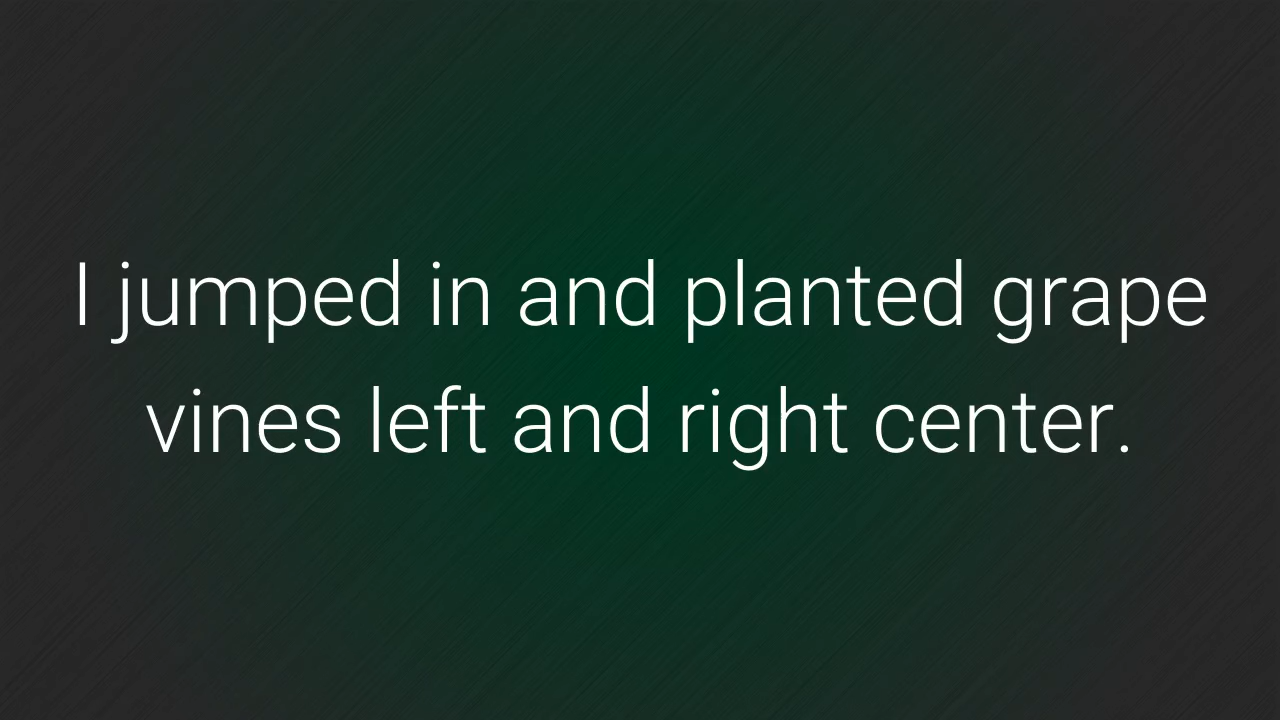 I jumped in and planted grape
vines left and right center.